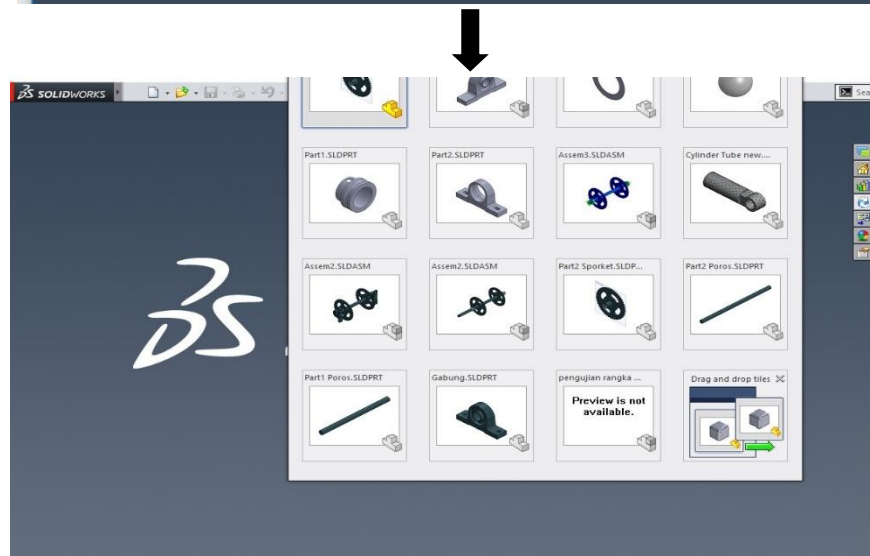 SOLIDWORKS
Sea
Part1.SLDPRT
Part2.SLDPRT
Assem3.SLDASM
Cylinder Tube new....
Assem2.SLDASM
Assem2.SLDASM
Part2 Sporket.SLDP...
Part2 Poros.SLDPRT
Part1 Poros.SLDPRT
Gabung.SLDPRT
pengujian rangka ...
Drag and drop tiles
Preview is not
available.